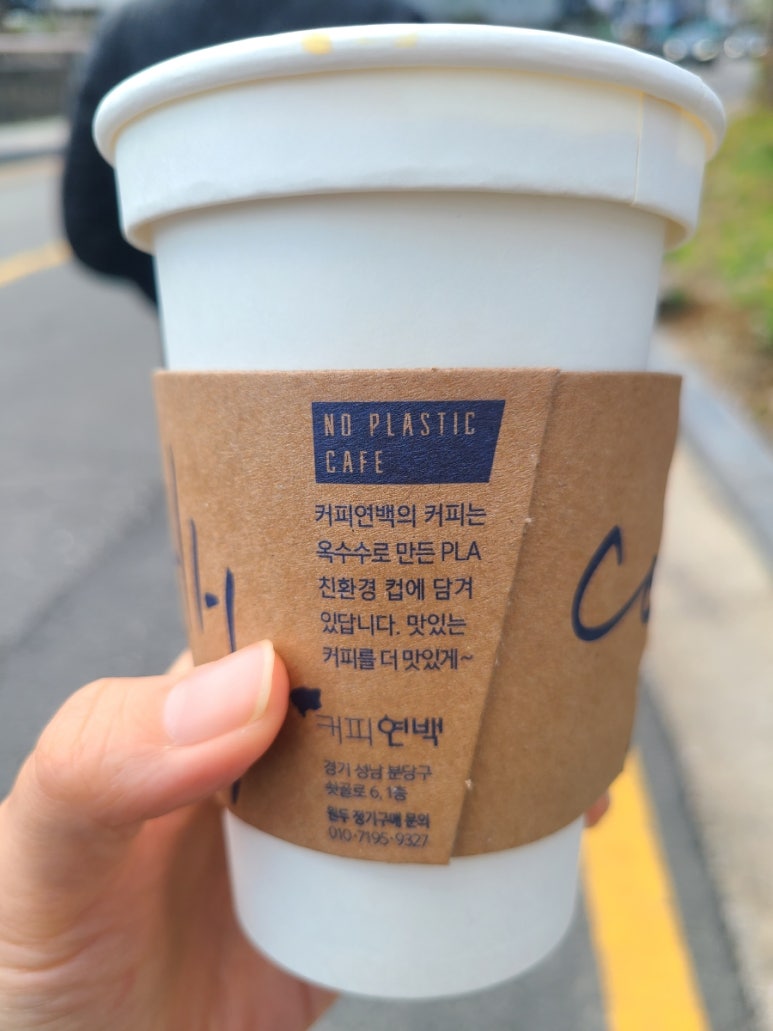 NO PLASTIC
CAFE
커피연백의 커피는
옥수수로 만든 PLA
친환경 컵에 담겨
있답니다. 맛있는
커피를 더 맛있게~
커피연백
경기 성남 분당구
쇳골로 6, 1층
원두 정기구매 문의
010-7195-9327